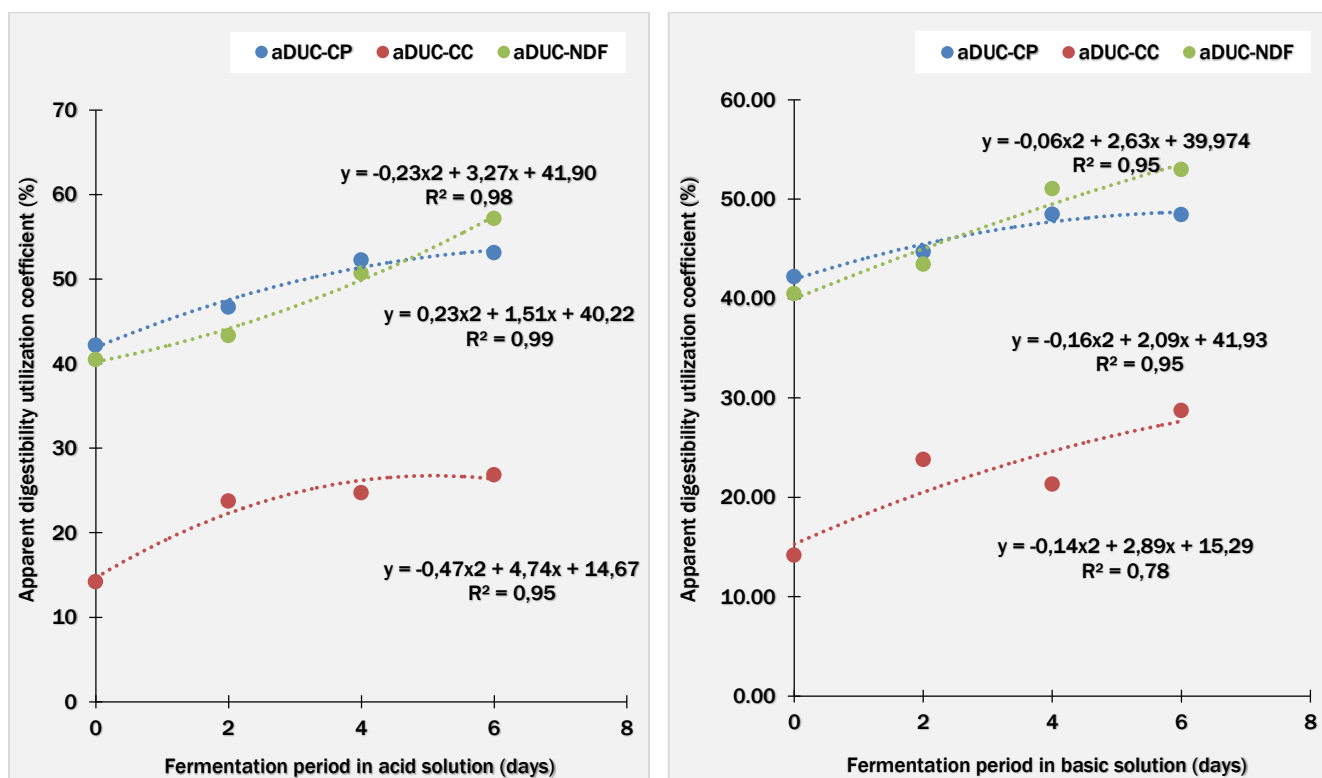 aDUC-CP aDUC-CC aDUC-NDF
Apparent digestibility utilization coefficient (%)
70
60
50
40
30
20
10
0
y = -0,23x2 + 3,27x + 41,90
R² = 0,98
y = 0,23x2 + 1,51x + 40,22
R² = 0,99
y = -0,47x2 + 4,74x + 14,67
R² = 0,95
0 2 4 6 8
Fermentation period in acid solution (days)
aDUC-CP aDUC-CC aDUC-NDF
Apparent digestibility utilization coefficient (%)
60.00
50.00
40.00
30.00
20.00
10.00
0.00
y = -0,06x2 + 2,63x + 39,974
R² = 0,95
y = -0,16x2 + 2,09x + 41,93
R² = 0,95
y = -0,14x2 + 2,89x + 15,29
R² = 0,78
0 2 4 6 8
Fermentation period in basic solution (days)